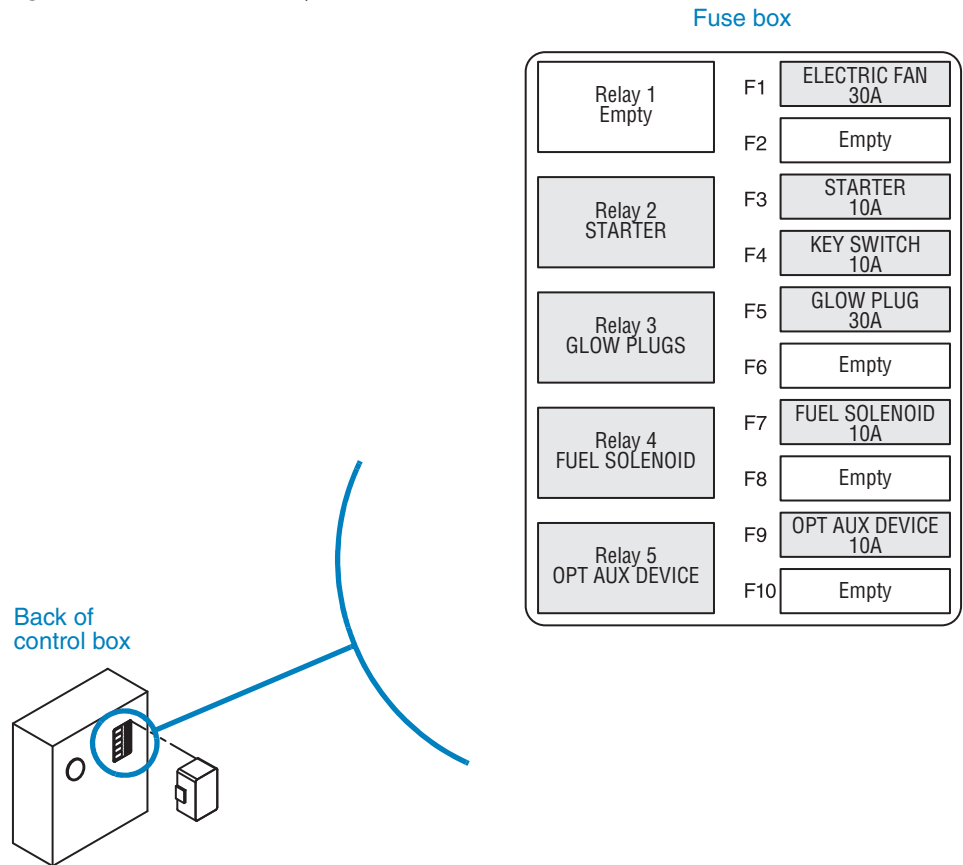 Fuse box
Relay 1
Empty
F1
ELECTRIC FAN
30A
F2
Empty
Relay 2
STARTER
F3
STARTER
10A
F4
KEY SWITCH
10A
Relay 3
GLOW PLUGS
F5
GLOW PLUG
30A
F6
Empty
Relay 4
FUEL SOLENOID
F7
FUEL SOLENOID
10A
F8
Empty
Relay 5
OPT AUX DEVICE
F9
OPT AUX DEVICE
10A
F10
Empty
Back of
control box